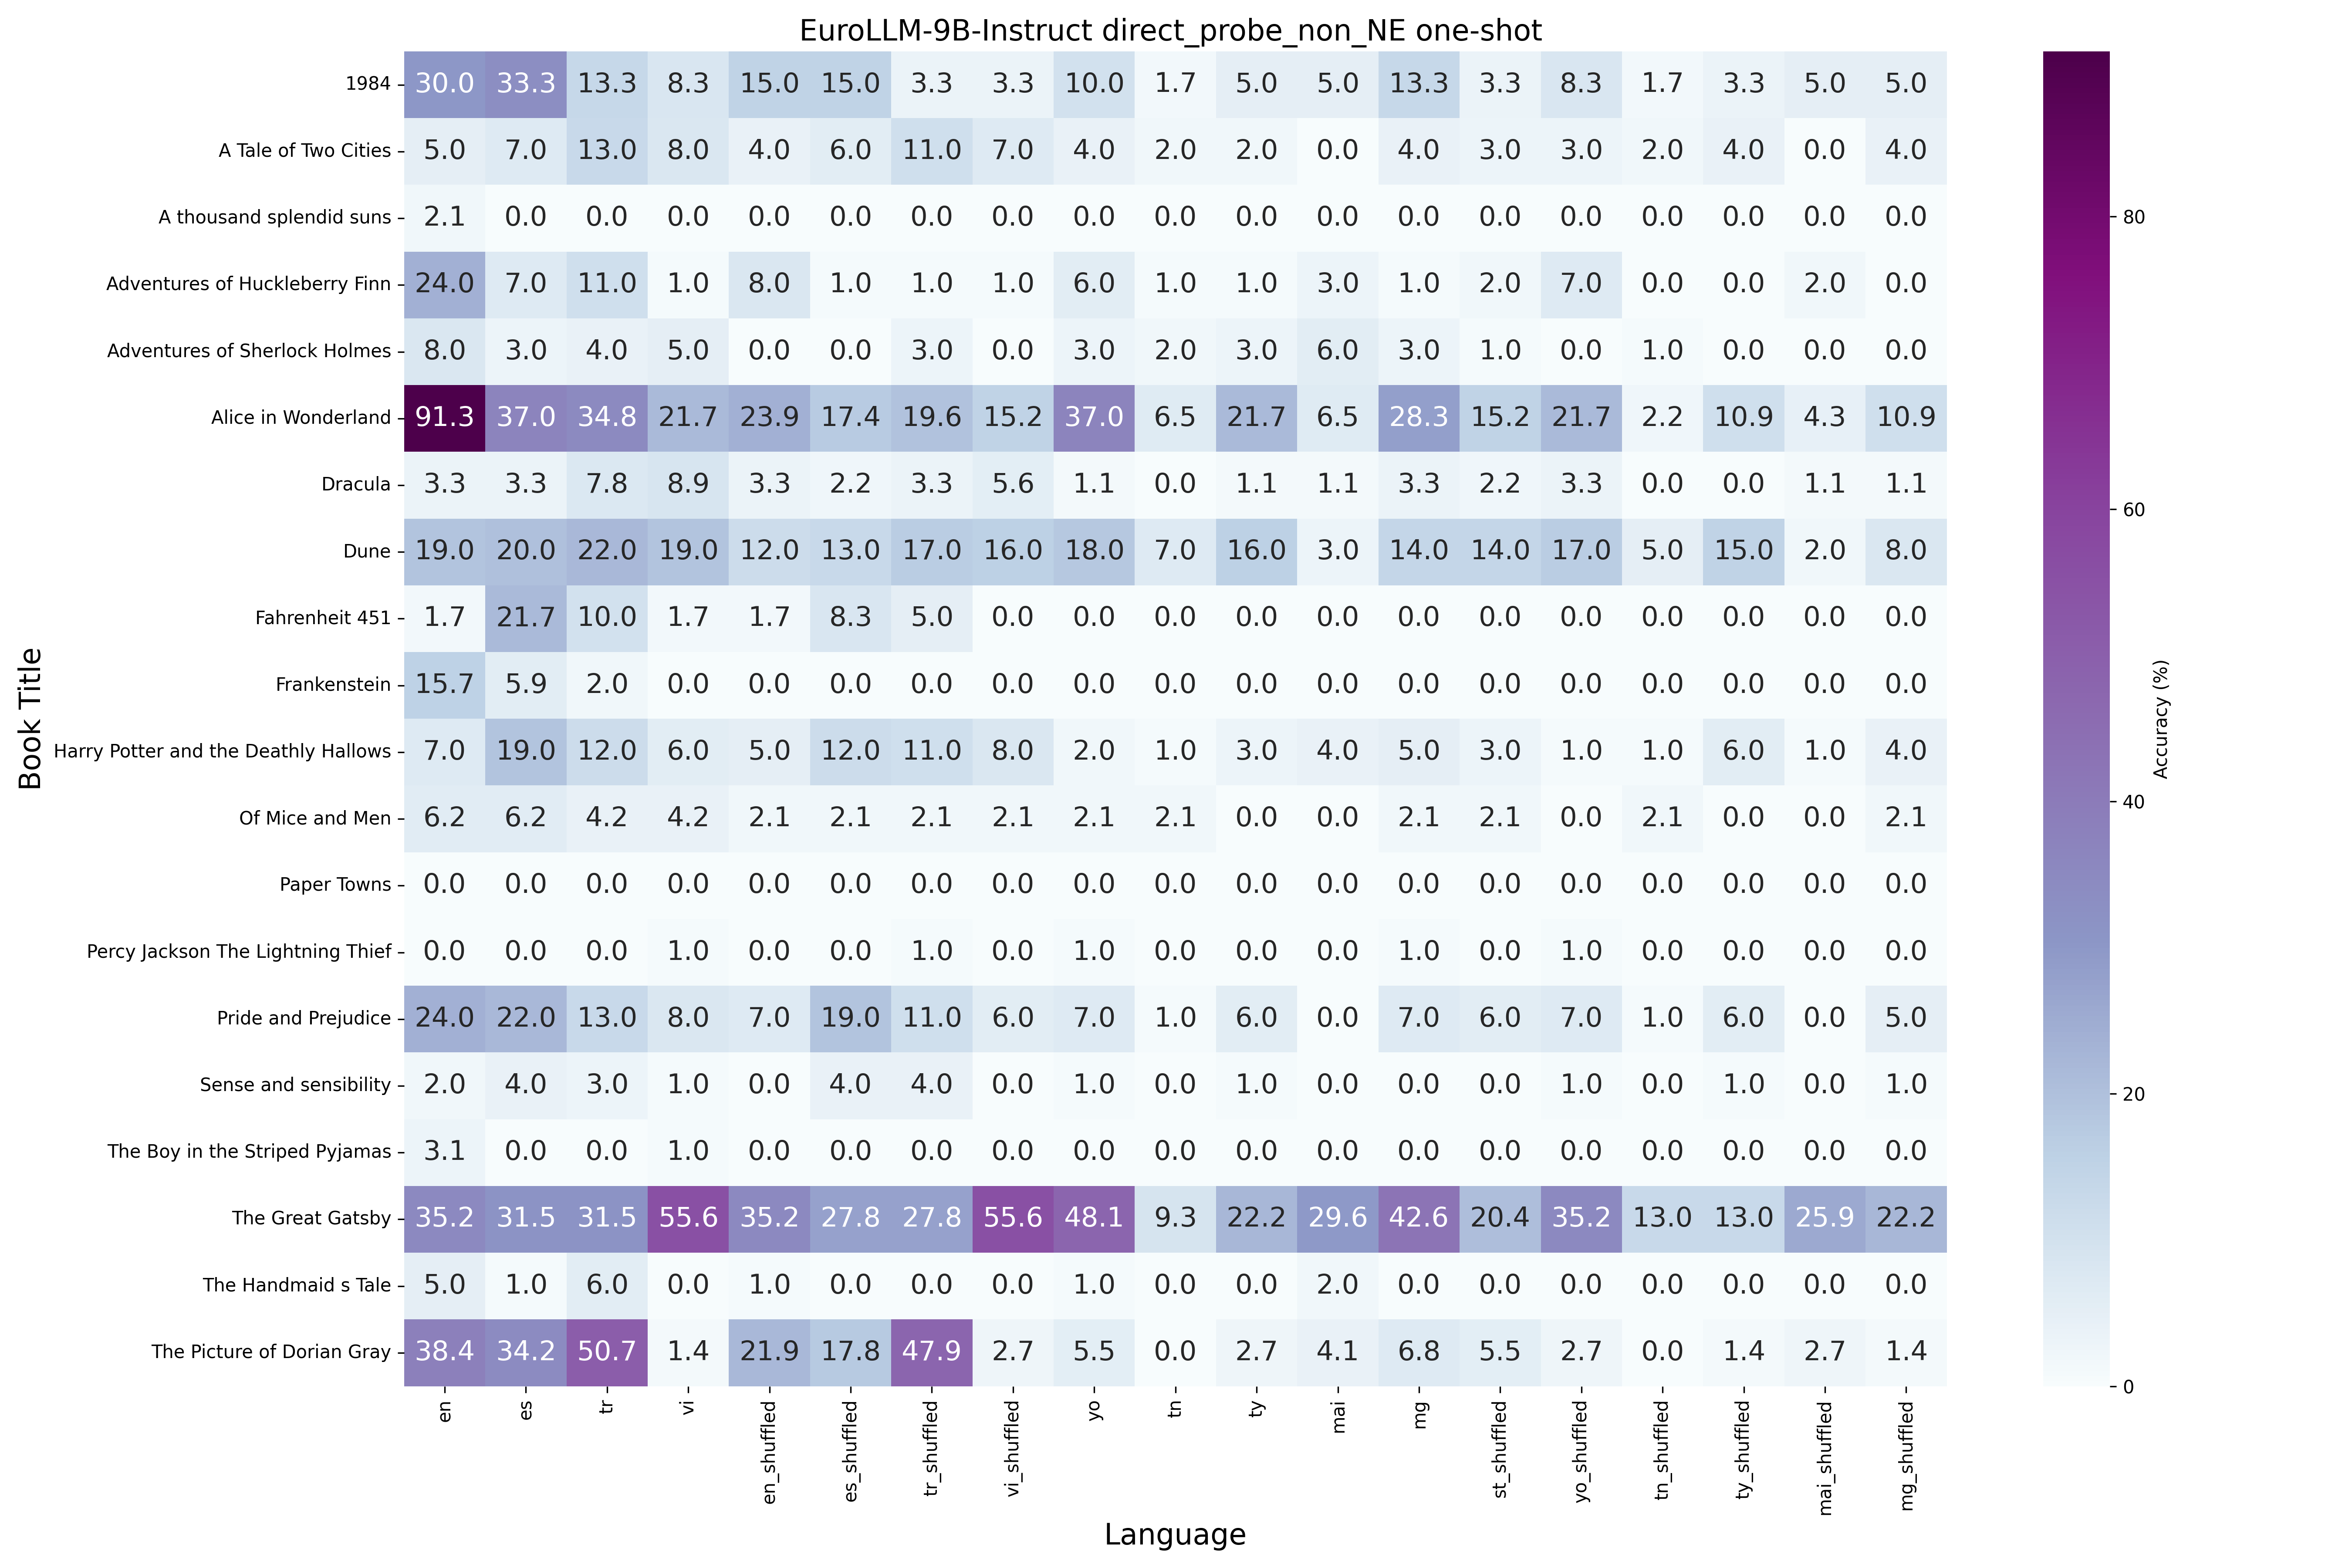 EuroLLM-9B-Instruct direct_probe_non_NE one-shot
Book Title
1984 30.0 33.3 13.3 8.3 15.0 15.0 3.3 3.3 10.0 1.7 5.0 5.0 13.3 3.3 8.3 1.7 3.3 5.0 5.0
A Tale of Two Cities 5.0 7.0 13.0 8.0 4.0 6.0 11.0 7.0 4.0 2.0 2.0 0.0 4.0 3.0 3.0 2.0 4.0 0.0 4.0
A thousand splendid suns 2.1 0.0 0.0 0.0 0.0 0.0 0.0 0.0 0.0 0.0 0.0 0.0 0.0 0.0 0.0 0.0 0.0 0.0 0.0
Adventures of Huckleberry Finn 24.0 7.0 11.0 1.0 8.0 1.0 1.0 1.0 6.0 1.0 1.0 3.0 1.0 2.0 7.0 0.0 0.0 2.0 0.0
Adventures of Sherlock Holmes 8.0 3.0 4.0 5.0 0.0 0.0 3.0 0.0 3.0 2.0 3.0 6.0 3.0 1.0 0.0 1.0 0.0 0.0 0.0
Alice in Wonderland 91.3 37.0 34.8 21.7 23.9 17.4 19.6 15.2 37.0 6.5 21.7 6.5 28.3 15.2 21.7 2.2 10.9 4.3 10.9
Dracula 3.3 3.3 7.8 8.9 3.3 2.2 3.3 5.6 1.1 0.0 1.1 1.1 3.3 2.2 3.3 0.0 0.0 1.1 1.1
Dune 19.0 20.0 22.0 19.0 12.0 13.0 17.0 16.0 18.0 7.0 16.0 3.0 14.0 14.0 17.0 5.0 15.0 2.0 8.0
Fahrenheit 451 1.7 21.7 10.0 1.7 1.7 8.3 5.0 0.0 0.0 0.0 0.0 0.0 0.0 0.0 0.0 0.0 0.0 0.0 0.0
Frankenstein 15.7 5.9 2.0 0.0 0.0 0.0 0.0 0.0 0.0 0.0 0.0 0.0 0.0 0.0 0.0 0.0 0.0 0.0 0.0
Harry Potter and the Deathly Hallows 7.0 19.0 12.0 6.0 5.0 12.0 11.0 8.0 2.0 1.0 3.0 4.0 5.0 3.0 1.0 1.0 6.0 1.0 4.0
Of Mice and Men 6.2 6.2 4.2 4.2 2.1 2.1 2.1 2.1 2.1 2.1 0.0 0.0 2.1 2.1 0.0 2.1 0.0 0.0 2.1
Paper Towns 0.0 0.0 0.0 0.0 0.0 0.0 0.0 0.0 0.0 0.0 0.0 0.0 0.0 0.0 0.0 0.0 0.0 0.0 0.0
Percy Jackson The Lightning Thief 0.0 0.0 0.0 1.0 0.0 0.0 1.0 0.0 1.0 0.0 0.0 0.0 1.0 0.0 1.0 0.0 0.0 0.0 0.0
Pride and Prejudice 24.0 22.0 13.0 8.0 7.0 19.0 11.0 6.0 7.0 1.0 6.0 0.0 7.0 6.0 7.0 1.0 6.0 0.0 5.0
Sense and sensibility 2.0 4.0 3.0 1.0 0.0 4.0 4.0 0.0 1.0 0.0 1.0 0.0 0.0 0.0 1.0 0.0 1.0 0.0 1.0
The Boy in the Striped Pyjamas 3.1 0.0 0.0 1.0 0.0 0.0 0.0 0.0 0.0 0.0 0.0 0.0 0.0 0.0 0.0 0.0 0.0 0.0 0.0
The Great Gatsby 35.2 31.5 31.5 55.6 35.2 27.8 27.8 55.6 48.1 9.3 22.2 29.6 42.6 20.4 35.2 13.0 13.0 25.9 22.2
The Handmaid s Tale 5.0 1.0 6.0 0.0 1.0 0.0 0.0 0.0 1.0 0.0 0.0 2.0 0.0 0.0 0.0 0.0 0.0 0.0 0.0
The Picture of Dorian Gray 38.4 34.2 50.7 1.4 21.9 17.8 47.9 2.7 5.5 0.0 2.7 4.1 6.8 5.5 2.7 0.0 1.4 2.7 1.4
en es tr vi en_shuffled es_shuffled tr_shuffled vi_shuffled yo tn ty mai mg st_shuffled yo_shuffled tn_shuffled ty_shuffled mai_shuffled mg_shuffled
Language
80
60
40
20
0
Accuracy (%)